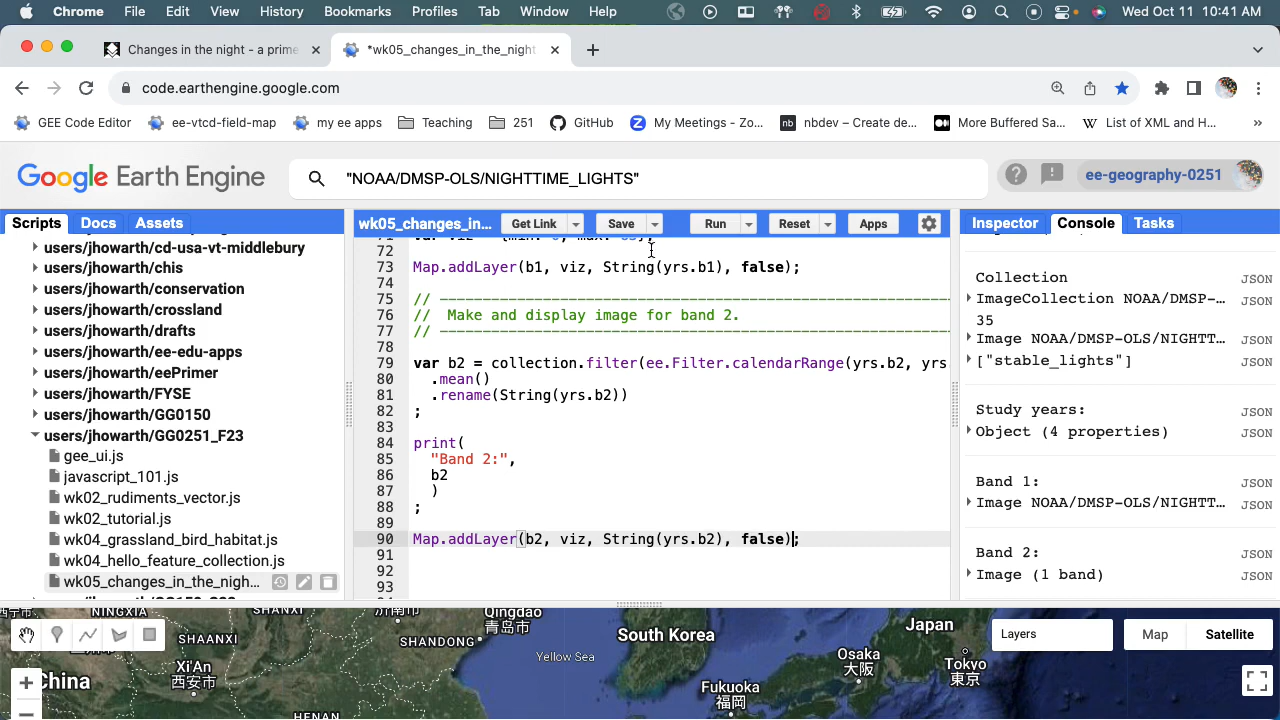 Chrome File Edit View History Bookmarks Profiles Tab Window Help Wed Oct 11 10:41 AM
Changes in the night - a prime
*wk05_changes_in_the_night
code.earthengine.google.com
GEE Code Editor ee-vtcd-field-map my ee apps Teaching 251 GitHub My Meetings - Zo... nbdev – Create de... More Buffered Sa... List of XML and H... »
Google Earth Engine
"NOAA/DMSP-OLS/NIGHTTIME_LIGHTS"
ee-geography-0251
Scripts Docs Assets
users/jhowarth/cd-usa-vt-middlebury
users/jhowarth/chis
users/jhowarth/conservation
users/jhowarth/crossland
users/jhowarth/drafts
users/jhowarth/ee-edu-apps
users/jhowarth/eePrimer
users/jhowarth/FYSE
users/jhowarth/GG0150
users/jhowarth/GG0251_F23
gee_ui.js
javascript_101.js
wk02_rudiments_vector.js
wk02_tutorial.js
wk04_grassland_bird_habitat.js
wk04_hello_feature_collection.js
wk05_changes_in_the_nigh...
wk05_changes_in... Get Link Save Run Reset Apps
72
73 Map.addLayer(b1, viz, String(yrs.b1), false);
74
75 // ------------------------------------------------------------
76 //  Make and display image for band 2.
77 // ------------------------------------------------------------
78
79 var b2 = collection.filter(ee.Filter.calendarRange(yrs.b2, yrs
80 .mean()
81 .rename(String(yrs.b2))
82 ;
83
84 print(
85 "Band 2:",
86 b2
87 )
88 ;
89
90 Map.addLayer(b2, viz, String(yrs.b2), false);
91
92
93
Inspector Console Tasks
Collection JSON
ImageCollection NOAA/DMSP-... JSON
35
Image NOAA/DMSP-OLS/NIGHTT... JSON
["stable_lights"] JSON
Study years: JSON
Object (4 properties) JSON
Band 1: JSON
Image NOAA/DMSP-OLS/NIGHTT... JSON
Band 2: JSON
Image (1 band) JSON
NINGXIA
SHANXI
SHAANXI
Xi'An
西安市
China
HENAN
SHANDONG
Qingdao
青岛市
Yellow Sea
South Korea
Fukuoka
福岡
Japan
Osaka
大阪
Tokyo
東京
Layers
Map Satellite